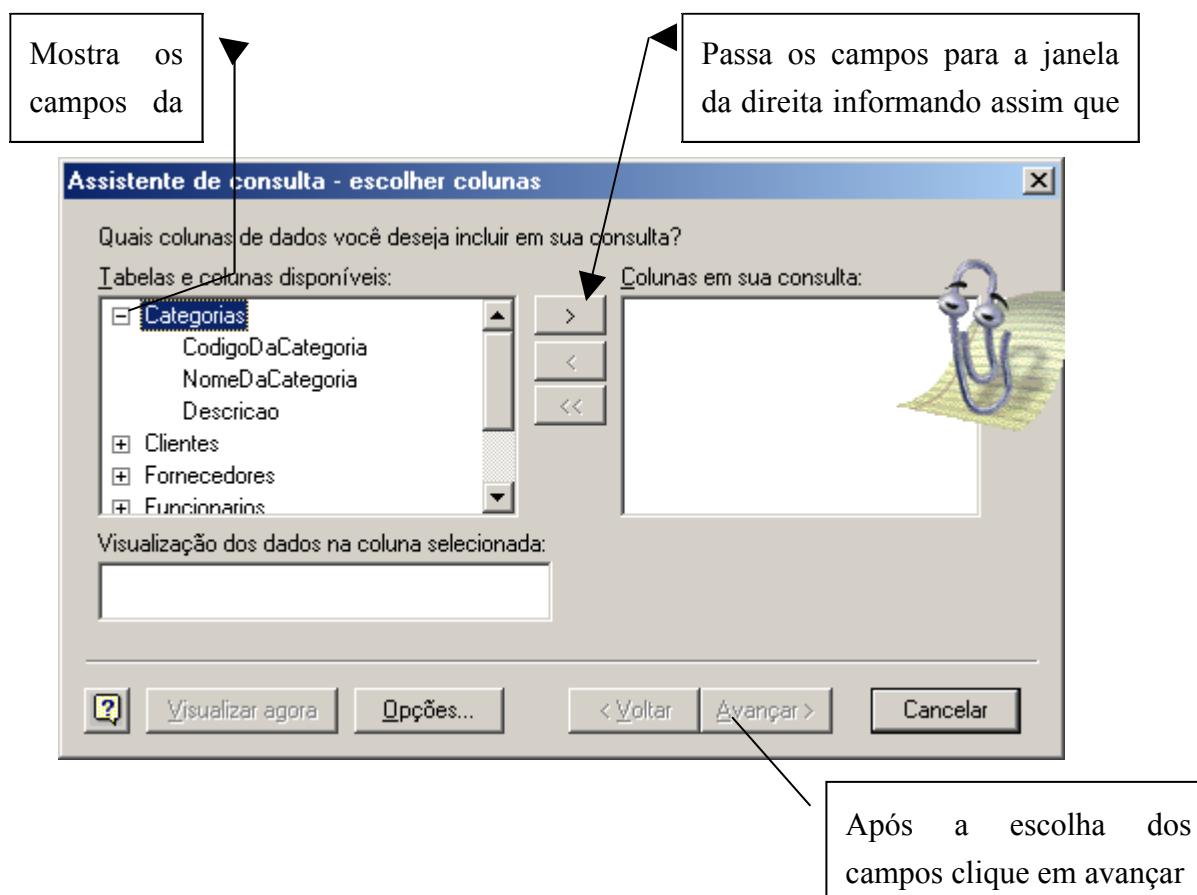 Mostra os
campos da
Passa os campos para a janela
da direita informando assim que
Assistente de consulta - escolher colunas
Quais colunas de dados você deseja incluir em sua consulta?
Tabelas e colunas disponíveis:
Colunas em sua consulta:
Categorias
CodigoDaCategoria
NomeDaCategoria
Descricao
Clientes
Fornecedores
Funcionarios
>
<
<<
Visualização dos dados na coluna selecionada:
Visualizar agora
Opções...
< Voltar
Avançar >
Cancelar
Após a escolha dos
campos clique em avançar